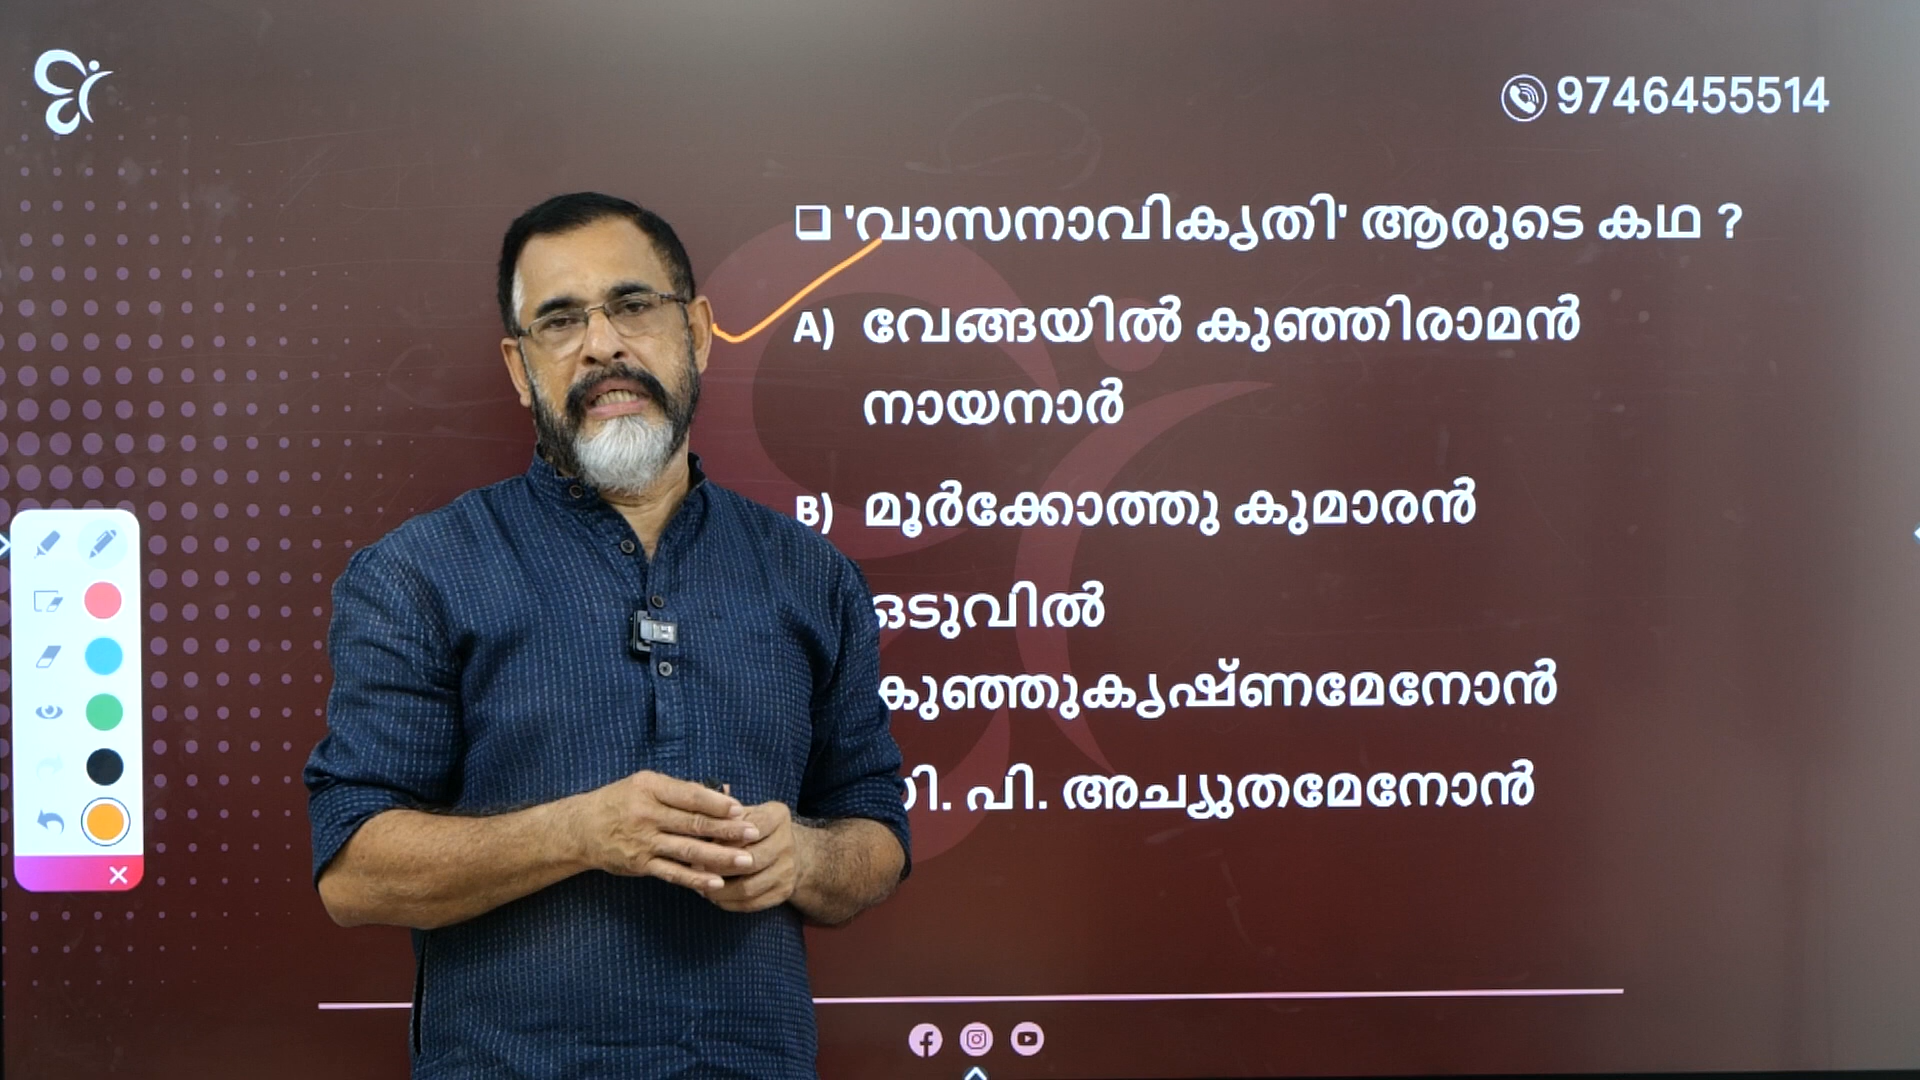 9746455514
'വാസനാവികൃതി' ആരുടെ കഥ ?
A) വേങ്ങയിൽ കുഞ്ഞിരാമൻ
നായനാർ
B) മൂർക്കോത്തു കുമാരൻ
ഒടുവിൽ
കുഞ്ഞുകൃഷ്ണമേനോൻ
പി. അച്യുതമേനോൻ